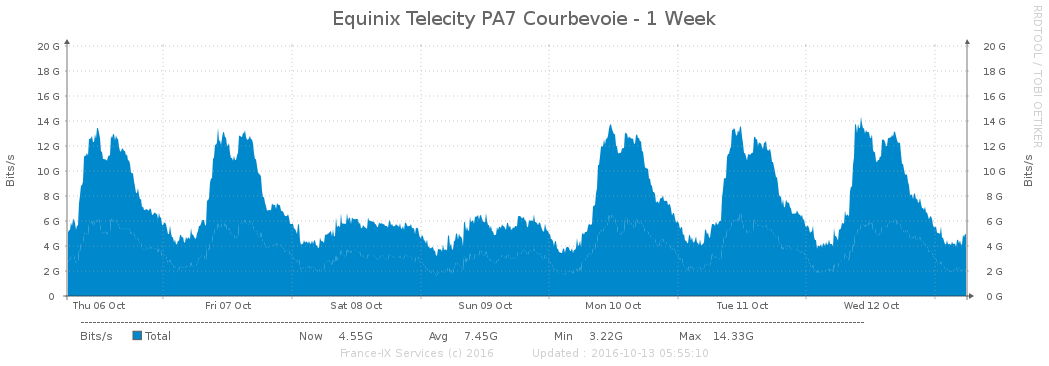 Equinix Telecity PA7 Courbevoie - 1 Week
RRDTOOL / TOBI OETIKER
Bits/s
20 G 20 G
18 G 18 G
16 G 16 G
14 G 14 G
12 G 12 G
10 G 10 G
8 G 8 G
6 G 6 G
4 G 4 G
2 G 2 G
0 0 G
Bits/s
Thu 06 Oct Fri 07 Oct Sat 08 Oct Sun 09 Oct Mon 10 Oct Tue 11 Oct Wed 12 Oct
Bits/s Total Now 4.55G Avg 7.45G Min 3.22G Max 14.33G
France-IX Services (c) 2016 Updated : 2016-10-13 05:55:10